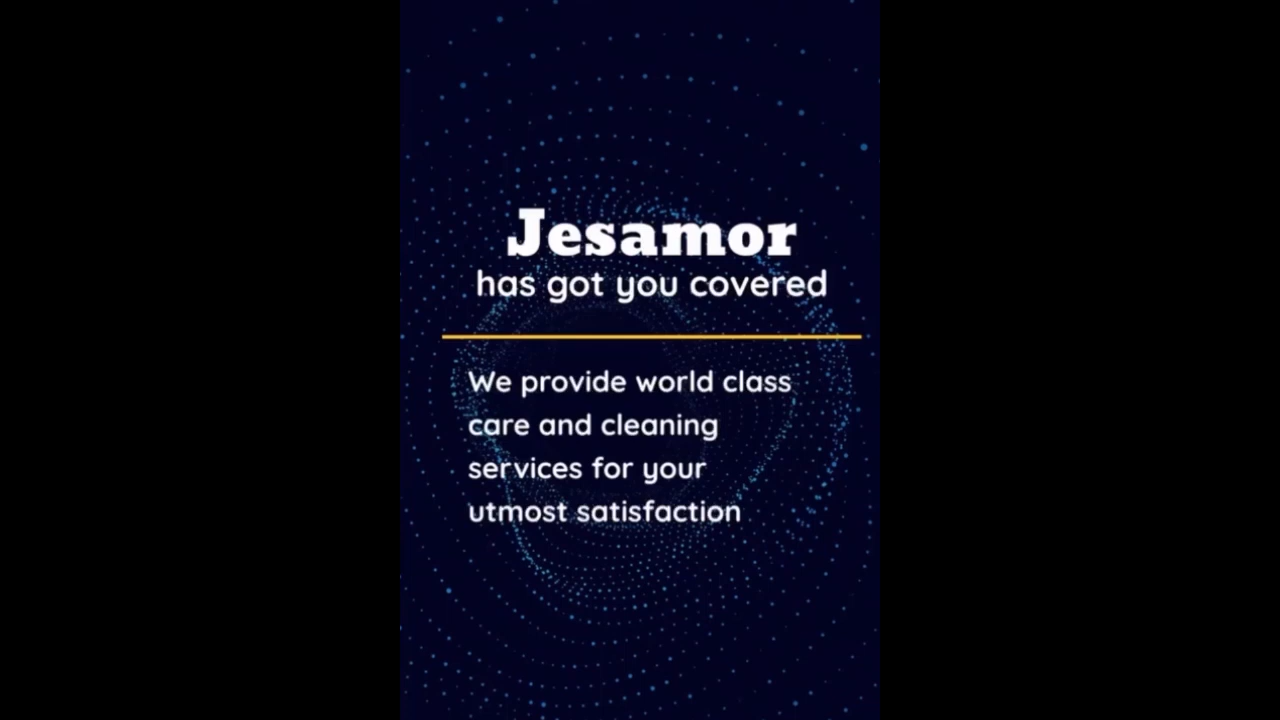 Jesamor
has got you covered
We provide world class
care and cleaning
services for your
utmost satisfaction